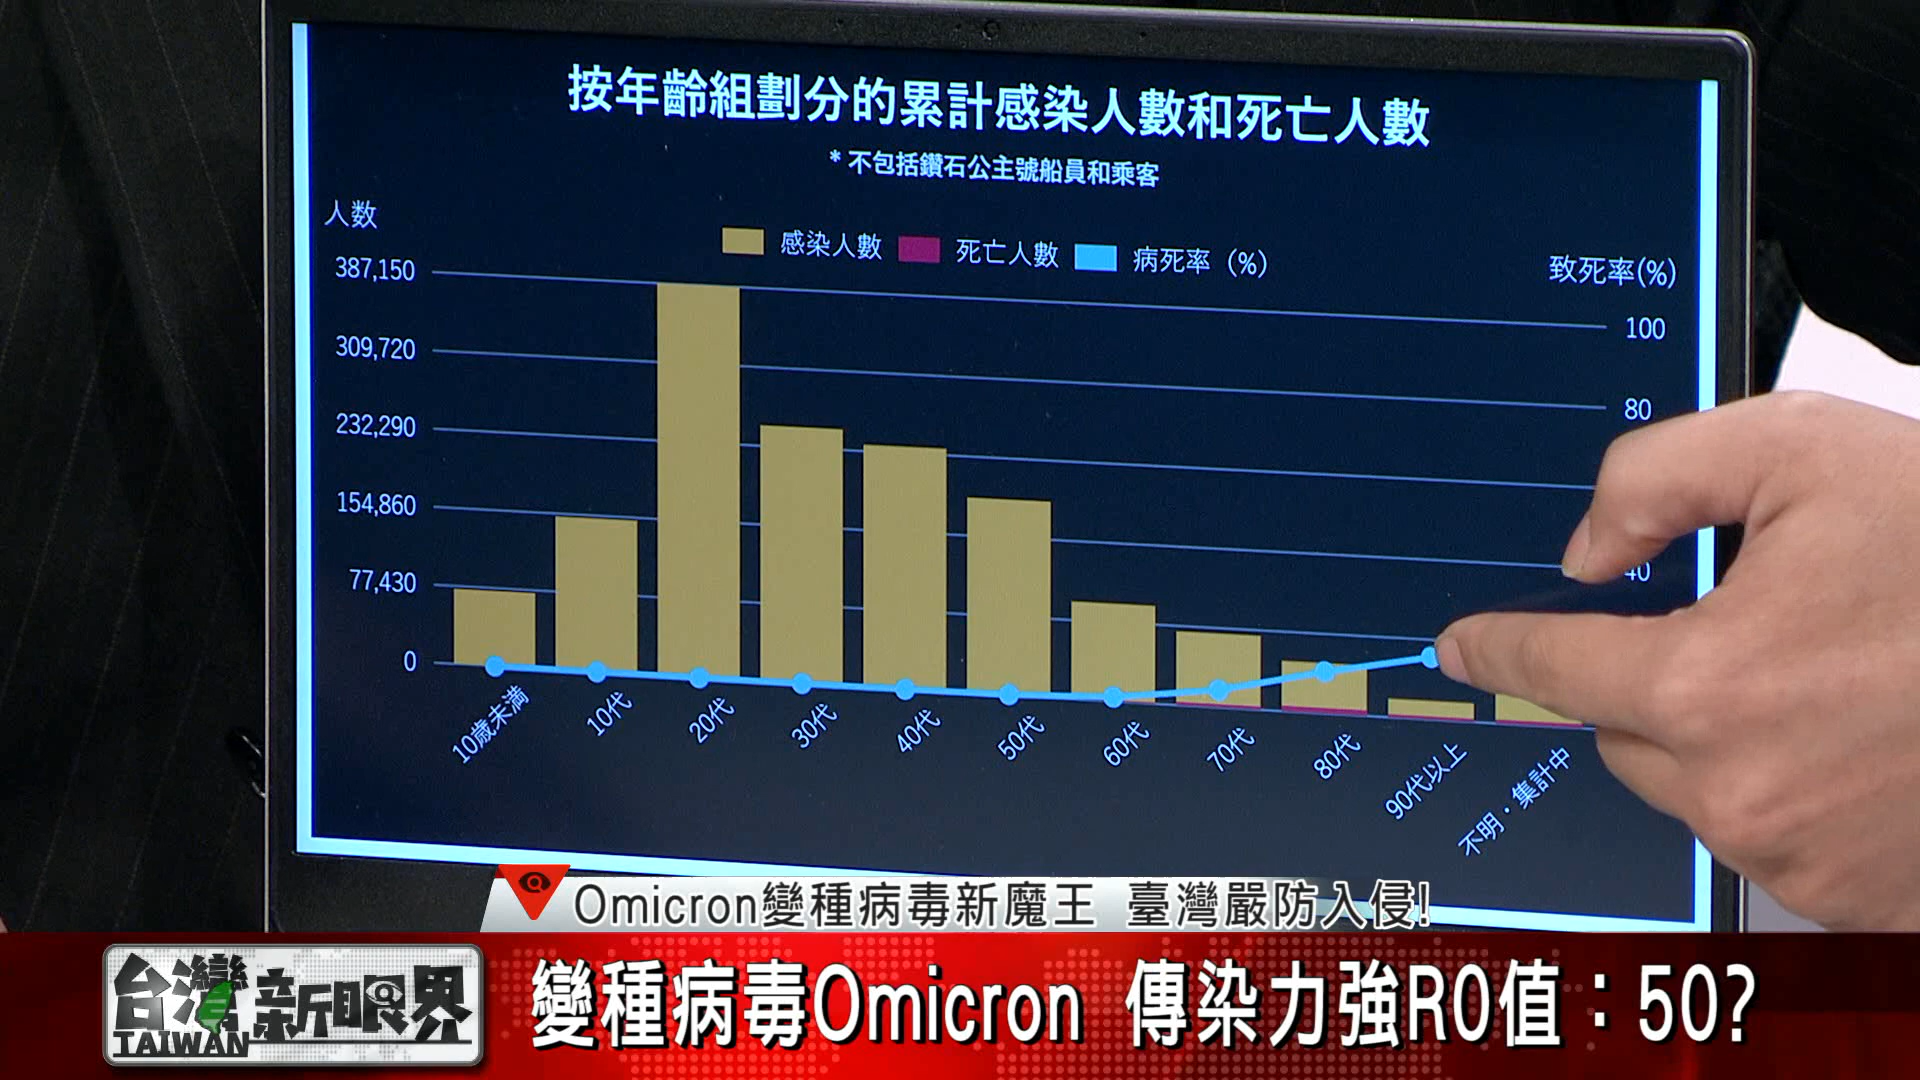 按年齡組劃分的累計感染人數和死亡人數
* 不包括鑽石公主號船員和乘客
人数
感染人數 死亡人數 病死率（%）
致死率(%)
387,150
309,720
232,290
154,860
77,430
0
100
80
40
10歳未満 10代 20代 30代 40代 50代 60代 70代 80代 90代以上 不明・集計中
Omicron變種病毒新魔王 臺灣嚴防入侵!
台灣新眼界
TAIWAN
變種病毒Omicron 傳染力強R0值：50?